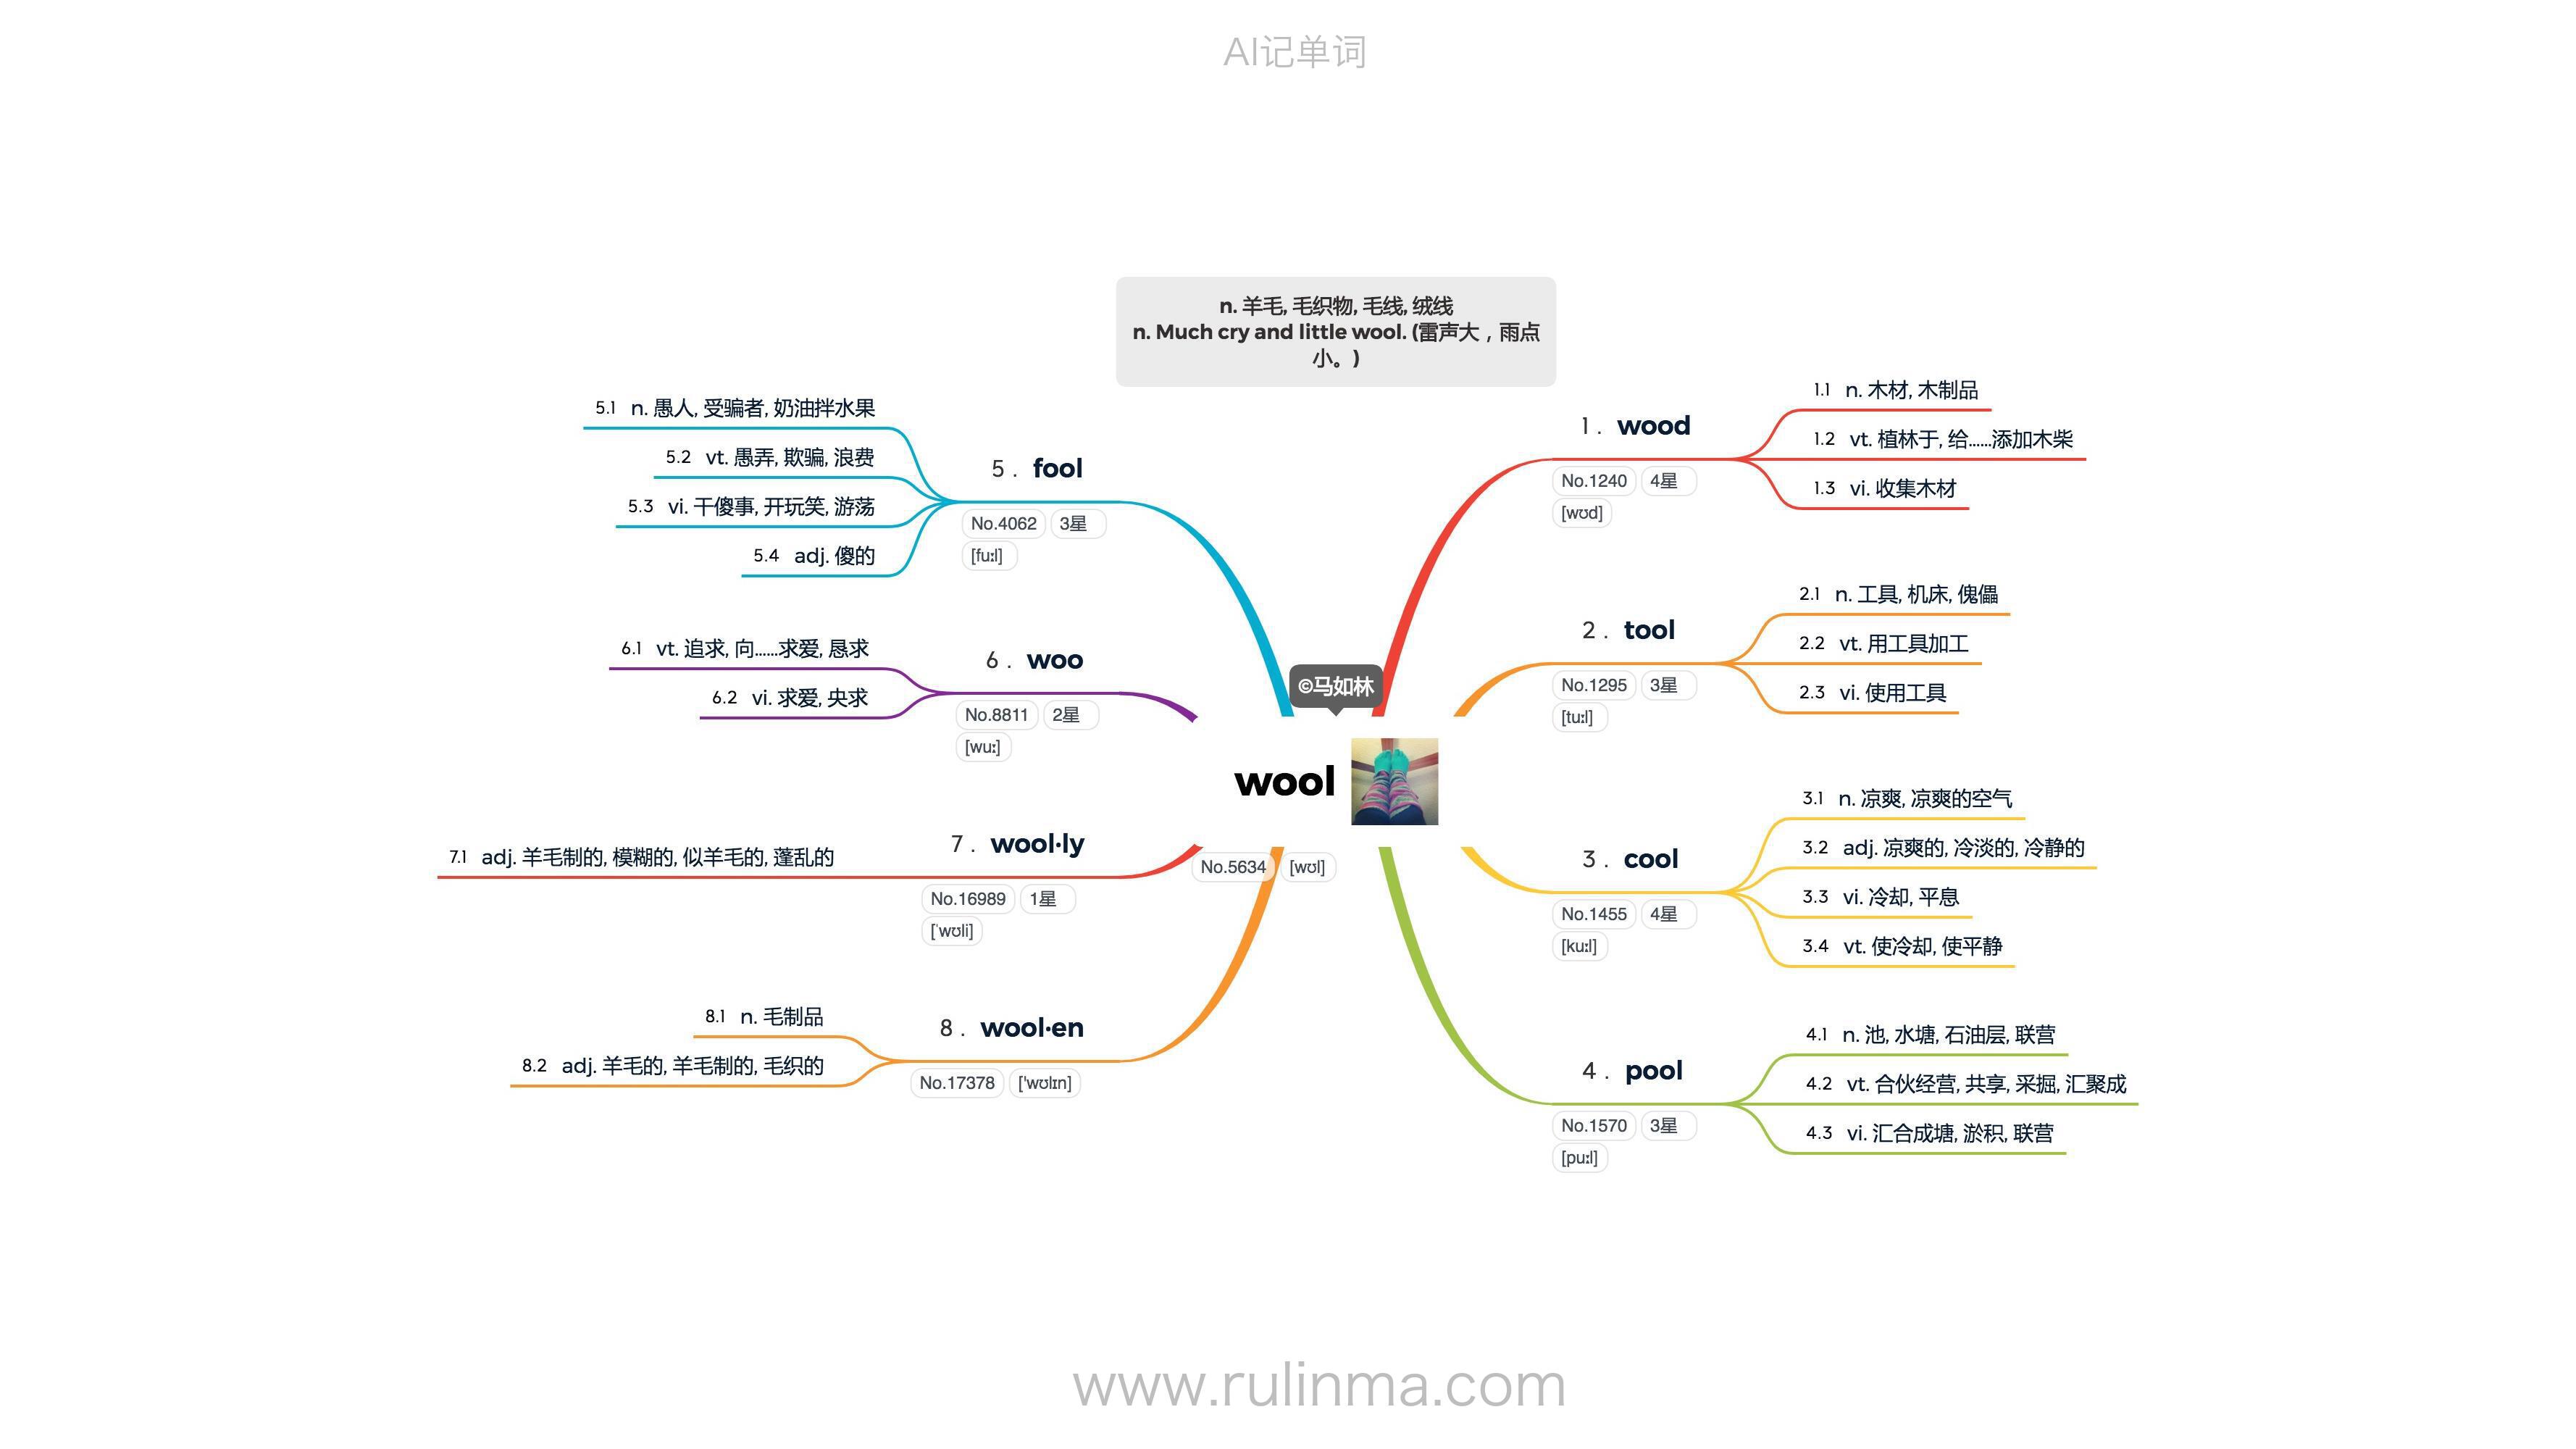 AI记单词
n. 羊毛, 毛织物, 毛线, 绒线
n. Much cry and little wool. (雷声大，雨点
小。)
©马如林
wool
No.5634 [wʊl]
1. wood
No.1240 4星
[wʊd]
1.1 n. 木材, 木制品
1.2 vt. 植林于, 给......添加木柴
1.3 vi. 收集木材
2. tool
No.1295 3星
[tuːl]
2.1 n. 工具, 机床, 傀儡
2.2 vt. 用工具加工
2.3 vi. 使用工具
3. cool
No.1455 4星
[kuːl]
3.1 n. 凉爽, 凉爽的空气
3.2 adj. 凉爽的, 冷淡的, 冷静的
3.3 vi. 冷却, 平息
3.4 vt. 使冷却, 使平静
4. pool
No.1570 3星
[puːl]
4.1 n. 池, 水塘, 石油层, 联营
4.2 vt. 合伙经营, 共享, 采掘, 汇聚成
4.3 vi. 汇合成塘, 淤积, 联营
5. fool
No.4062 3星
[fuːl]
5.1 n. 愚人, 受骗者, 奶油拌水果
5.2 vt. 愚弄, 欺骗, 浪费
5.3 vi. 干傻事, 开玩笑, 游荡
5.4 adj. 傻的
6. woo
No.8811 2星
[wuː]
6.1 vt. 追求, 向......求爱, 恳求
6.2 vi. 求爱, 央求
7. wool·ly
No.16989 1星
[ˈwʊli]
7.1 adj. 羊毛制的, 模糊的, 似羊毛的, 蓬乱的
8. wool·en
No.17378 ['wʊlɪn]
8.1 n. 毛制品
8.2 adj. 羊毛的, 羊毛制的, 毛织的
www.rulinma.com